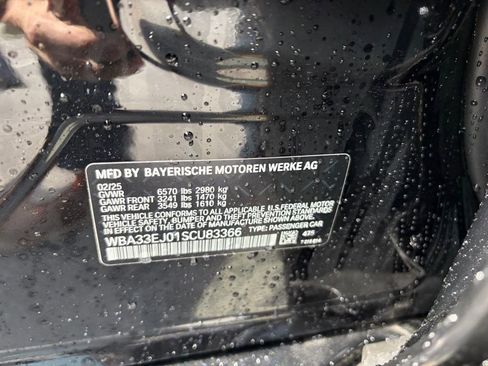 MFD BY BAYERISCHE MOTOREN WERKE AG
02/25
GVWR 6570 lbs 2980 kg
GAWR FRONT 3241 lbs 1470 kg
GAWR REAR 3549 lbs 1610 kg
THIS VEHICLE CONFORMS TO ALL APPLICABLE U.S. FEDERAL MOTOR
VEHICLE SAFETY, BUMPER AND THEFT PREVENTION STANDARDS
IN EFFECT ON THE DATE OF MANUFACTURE SHOWN ABOVE.
WBA33EJ01SCU83366 TYPE: PASSENGER CAR
475